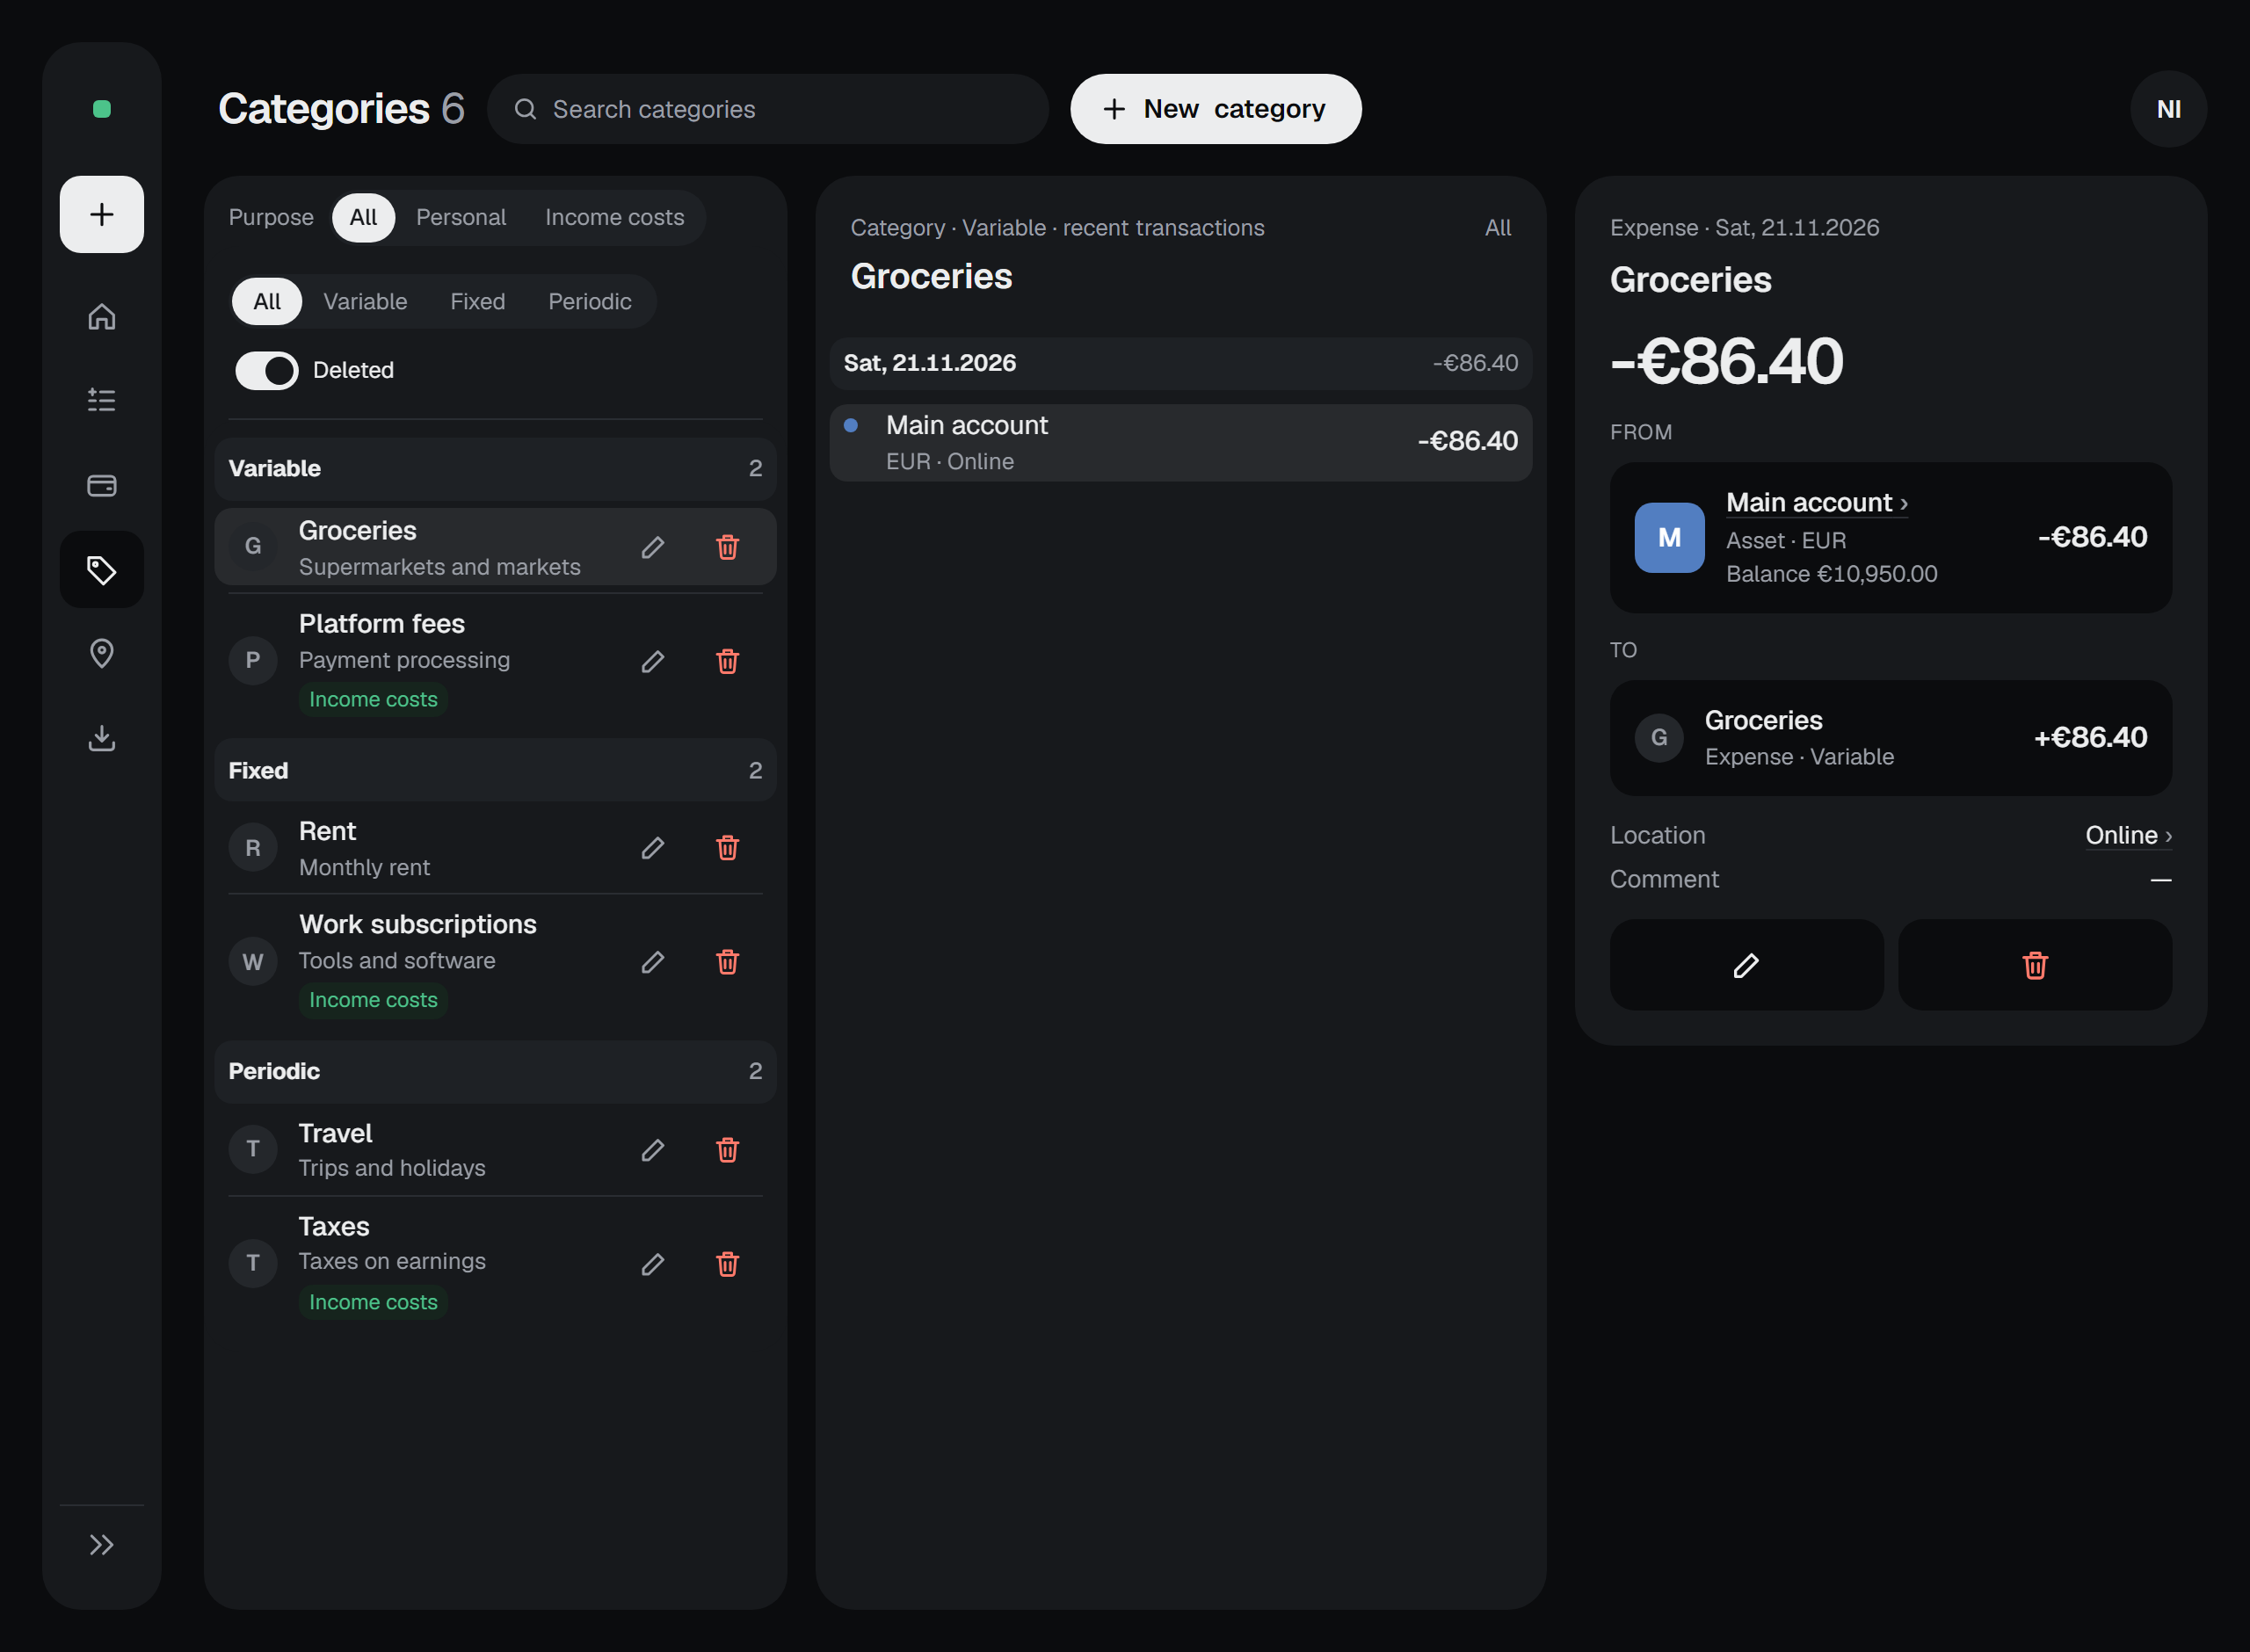 Categories 6
Search categories
+ New category
NI
Purpose All Personal Income costs
All Variable Fixed Periodic
Deleted
Variable 2
G
Groceries
Supermarkets and markets
P
Platform fees
Payment processing
Income costs
Fixed 2
R
Rent
Monthly rent
W
Work subscriptions
Tools and software
Income costs
Periodic 2
T
Travel
Trips and holidays
T
Taxes
Taxes on earnings
Income costs
Category · Variable · recent transactions All
Groceries
Sat, 21.11.2026 -€86.40
Main account
EUR · Online
-€86.40
Expense · Sat, 21.11.2026
Groceries
-€86.40
FROM
M
Main account ›
Asset · EUR
Balance €10,950.00
-€86.40
TO
G
Groceries
Expense · Variable
+€86.40
Location Online ›
Comment —